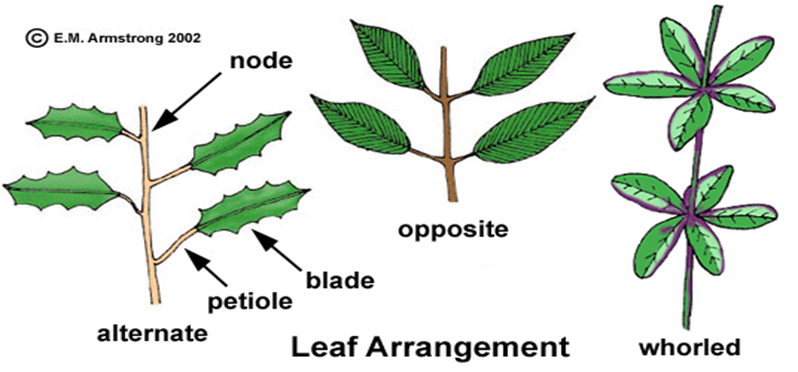 © E.M. Armstrong 2002
node
opposite
blade
petiole
alternate
Leaf Arrangement
whorled